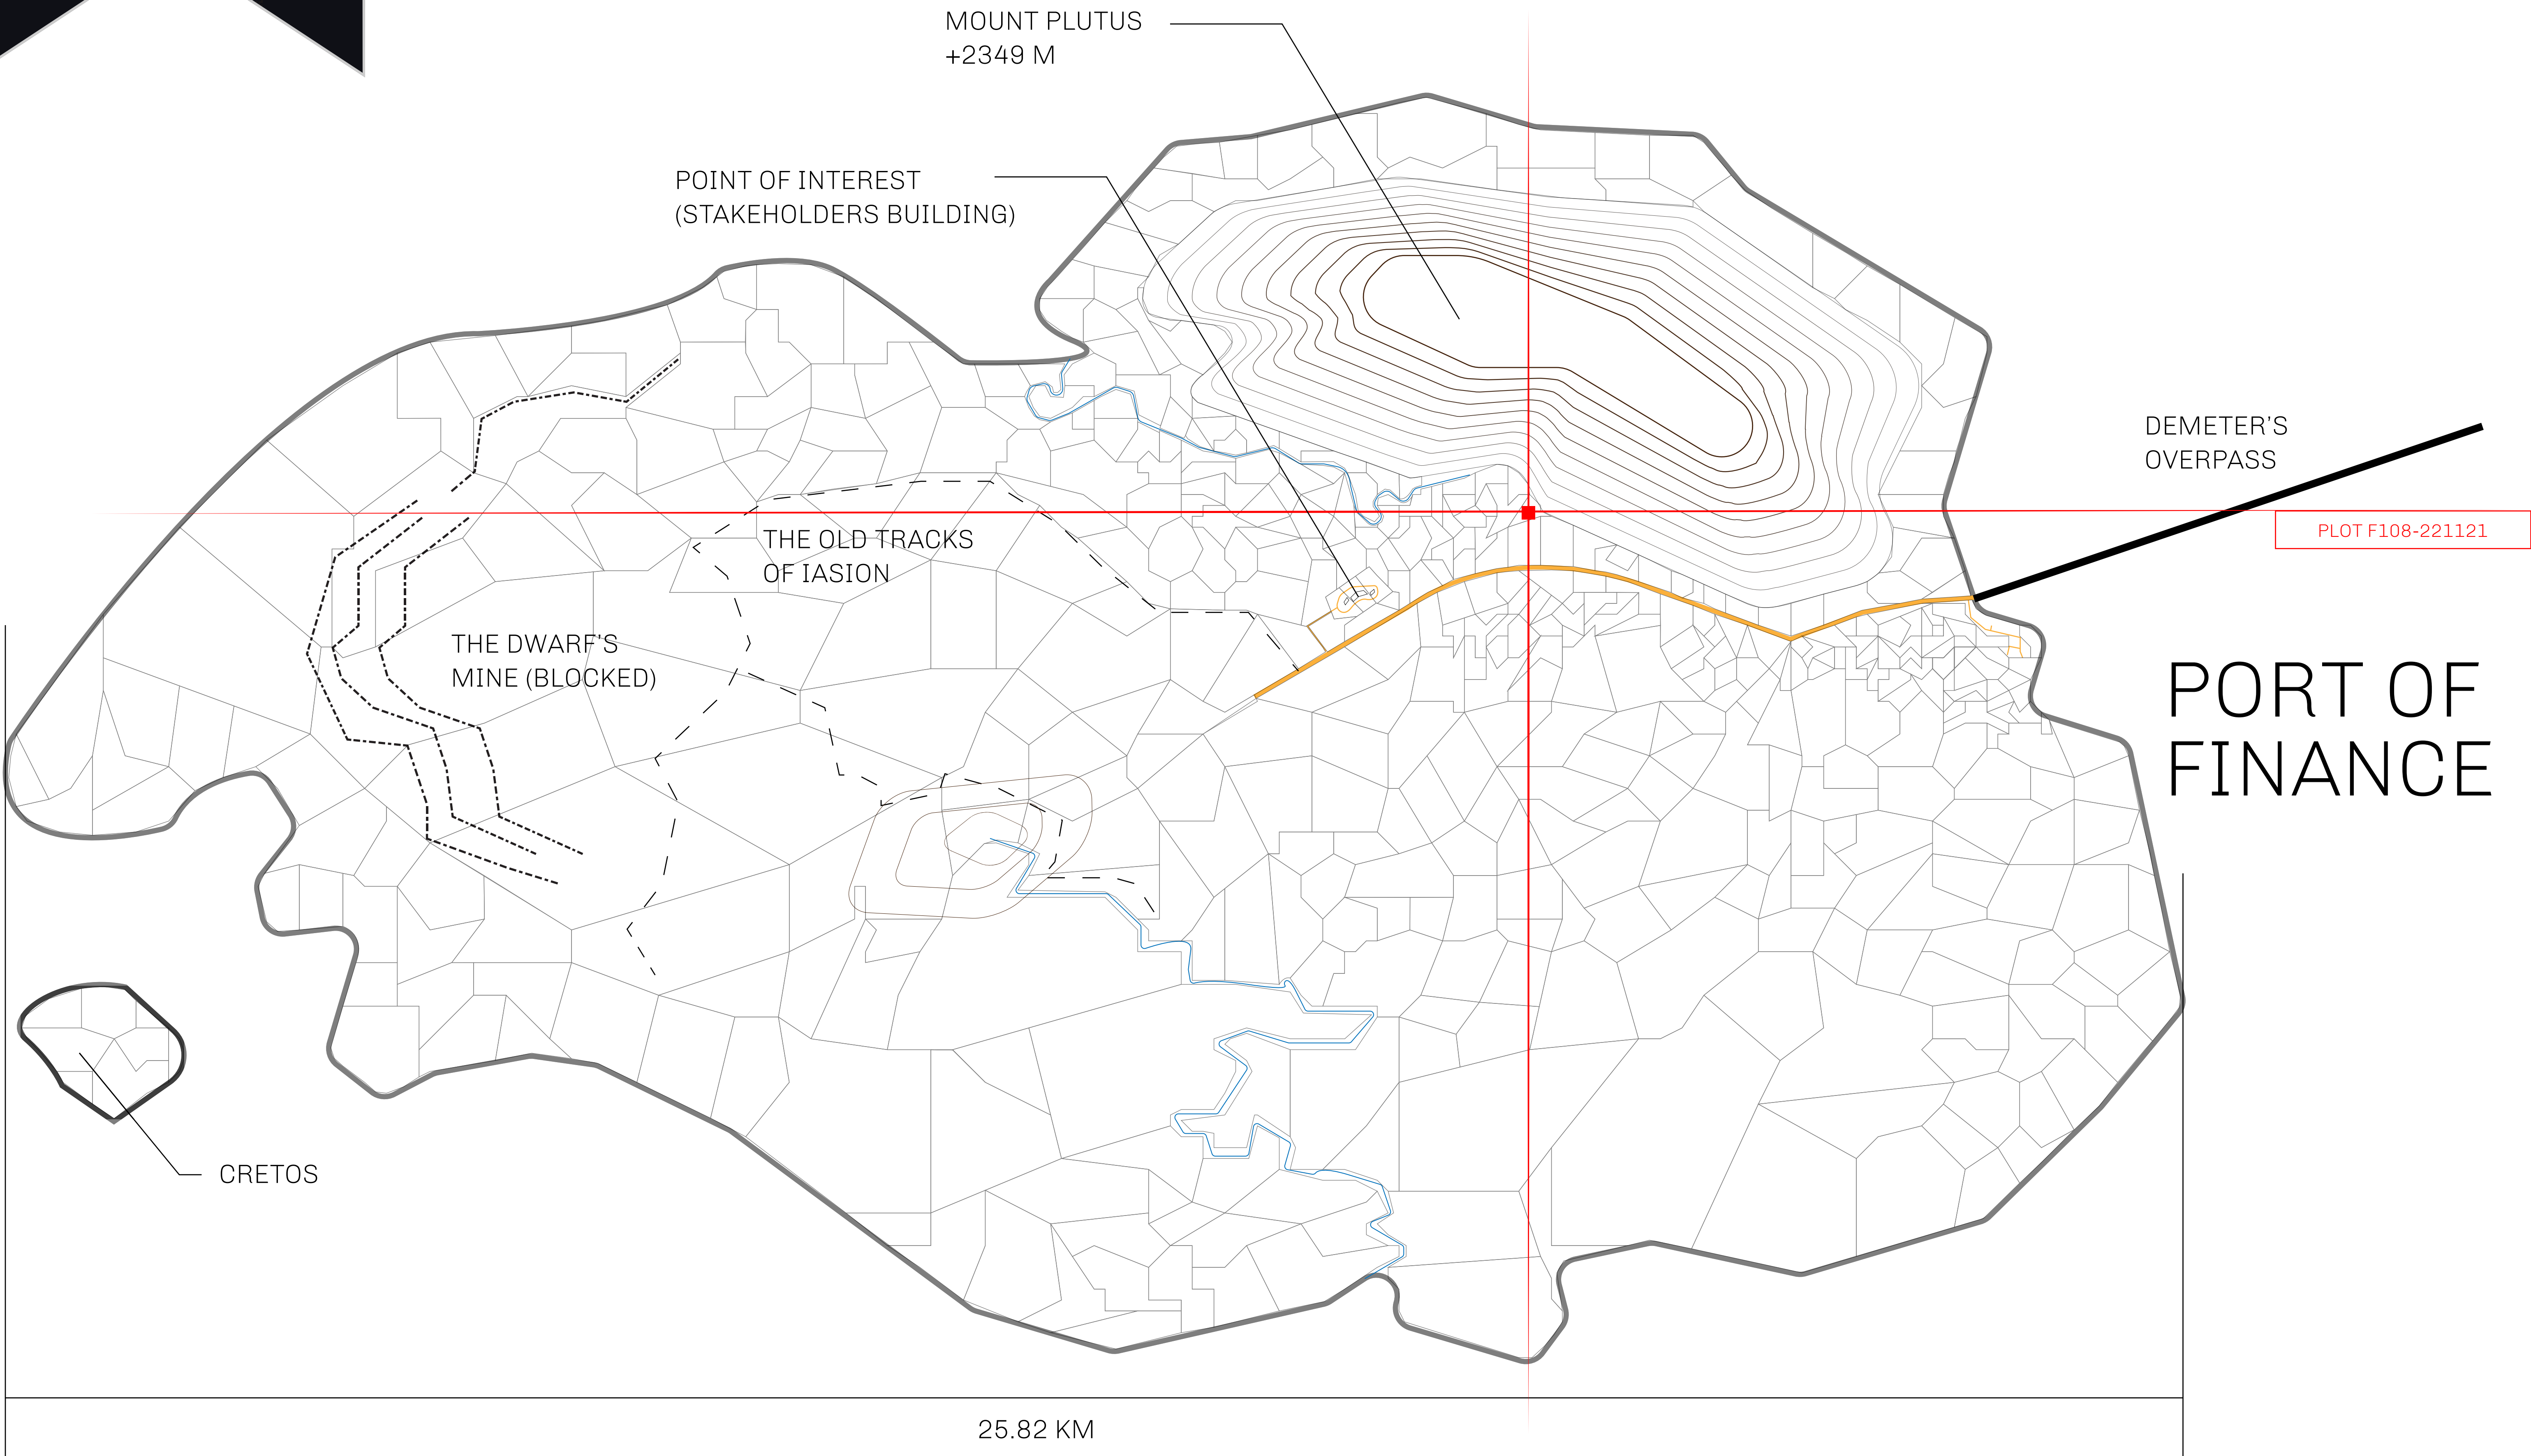 MOUNT PLUTUS
+2349 M
POINT OF INTEREST
(STAKEHOLDERS BUILDING)
DEMETER'S
OVERPASS
PLOT F108-221121
THE OLD TRACKS
OF IASION
THE DWARF'S
MINE (BLOCKED)
PORT OF
FINANCE
CRETOS
25.82 KM